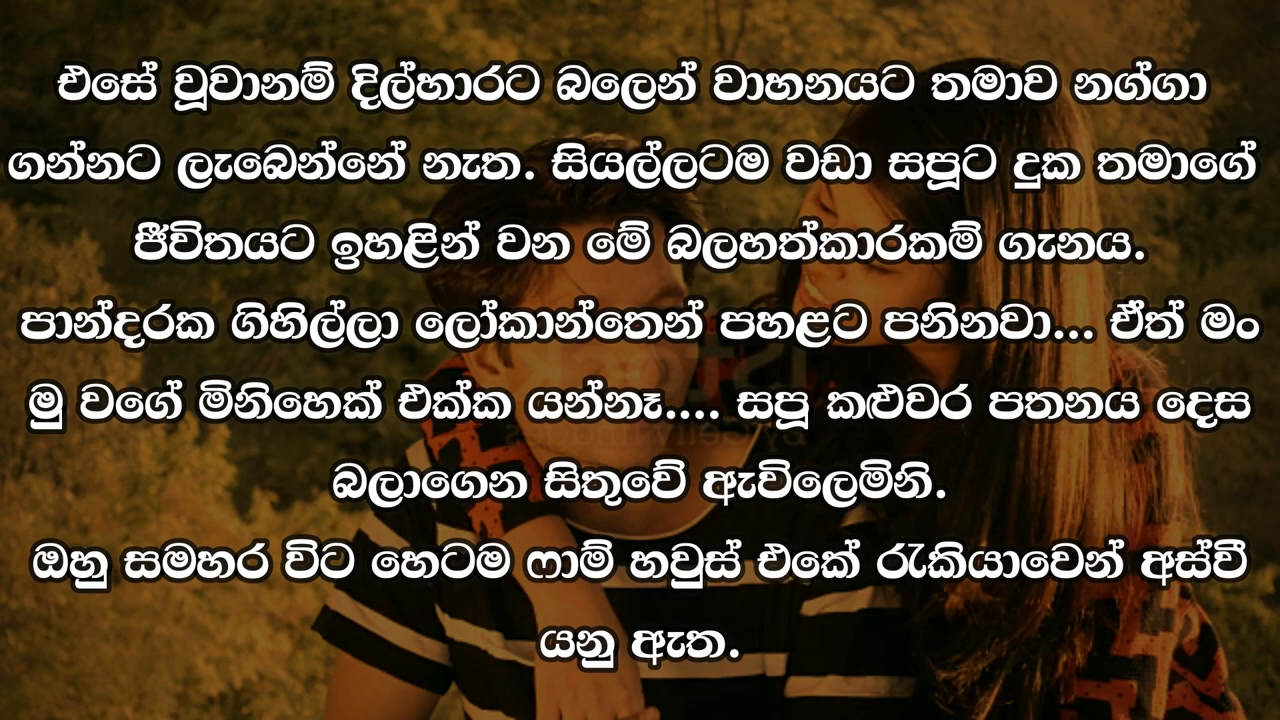 එසේ වූවානම් දිල්හාරට බලෙන් වාහනයට තමාව නග්ගා
ගන්නට ලැබෙන්නේ නැත. සියල්ලටම වඩා සපූට දුක තමාගේ
ජීවිතයට ඉහළින් වන මේ බලහත්කාරකම් ගැනය.
පාන්දරක ගිහිල්ලා ලෝකාන්තෙන් පහළට පනිනවා... ඒත් මං
මු වගේ මිනිහෙක් එක්ක යන්නෑ.... සපූ කළුවර පතනය දෙස
බලාගෙන සිතුවේ ඇවිලෙමිනි.
ඔහු සමහර විට හෙටම ෆාම් හවුස් එකේ රැකියාවෙන් අස්වී
යනු ඇත.